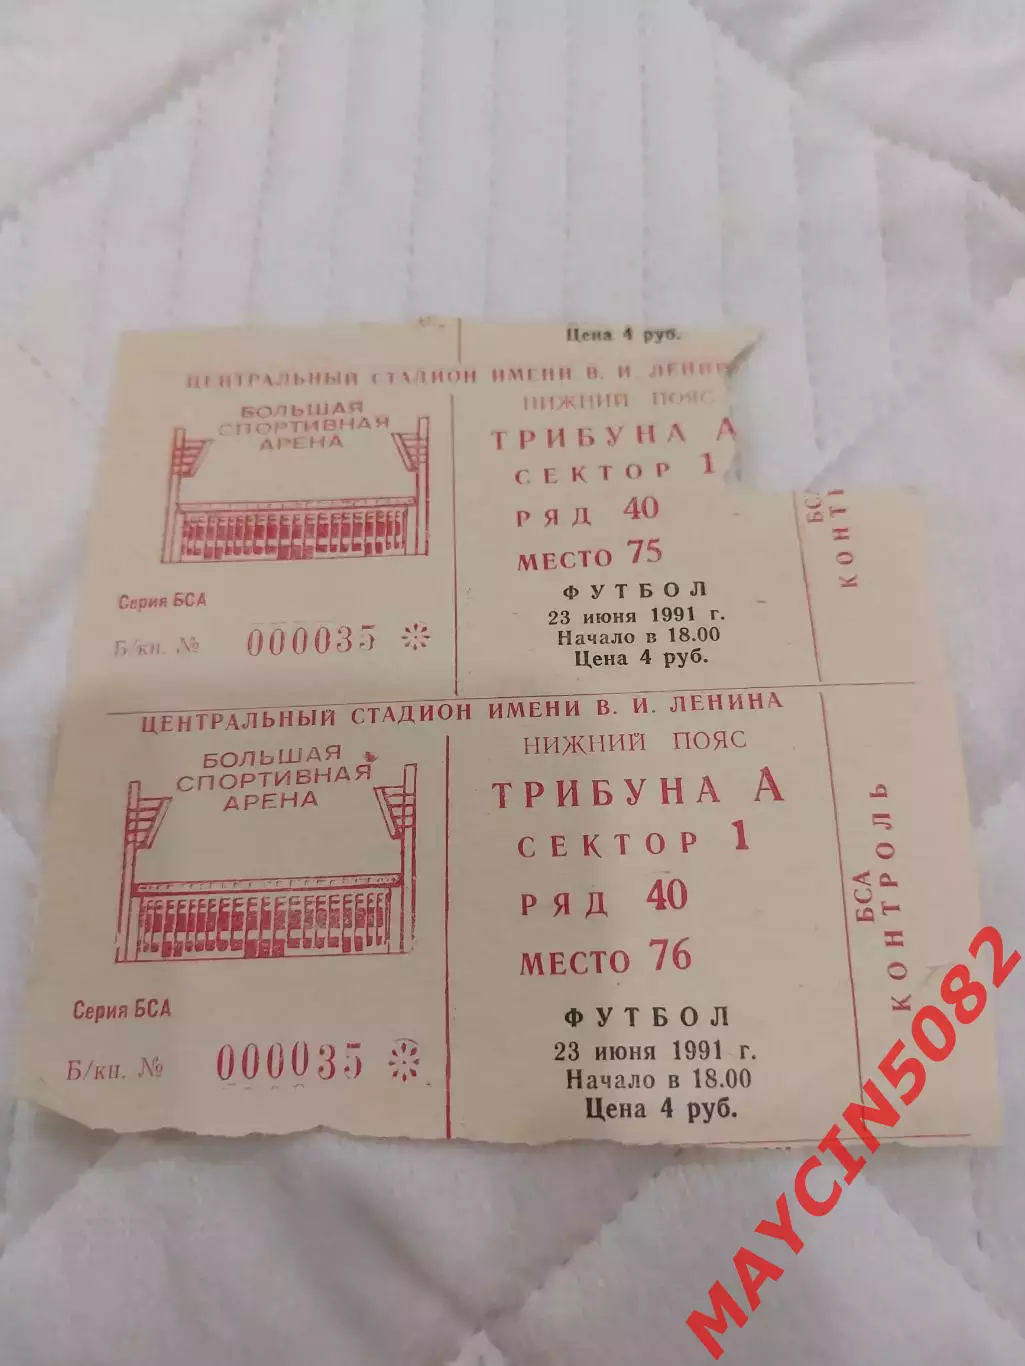 Цена 4 руб.
ЦЕНТРАЛЬНЫЙ СТАДИОН ИМЕНИ В. И. ЛЕНИ
БОЛЬШАЯ
СПОРТИВНАЯ
АРЕНА
Серия БСА
Б/кн. № 000035
НИЖНИЙ ПОЯС
ТРИБУНА А
СЕКТОР 1
РЯД 40
МЕСТО 75
ФУТБОЛ
23 июня 1991 г.
Начало в 18.00
Цена 4 руб.
БСА
КОНТ
ЦЕНТРАЛЬНЫЙ СТАДИОН ИМЕНИ В. И. ЛЕНИНА
БОЛЬШАЯ
СПОРТИВНАЯ
АРЕНА
Серия БСА
Б/кн. № 000035
НИЖНИЙ ПОЯС
ТРИБУНА А
СЕКТОР 1
РЯД 40
МЕСТО 76
ФУТБОЛ
23 июня 1991 г.
Начало в 18.00
Цена 4 руб.
БСА
КОНТРОЛЬ
MAYCIN5082